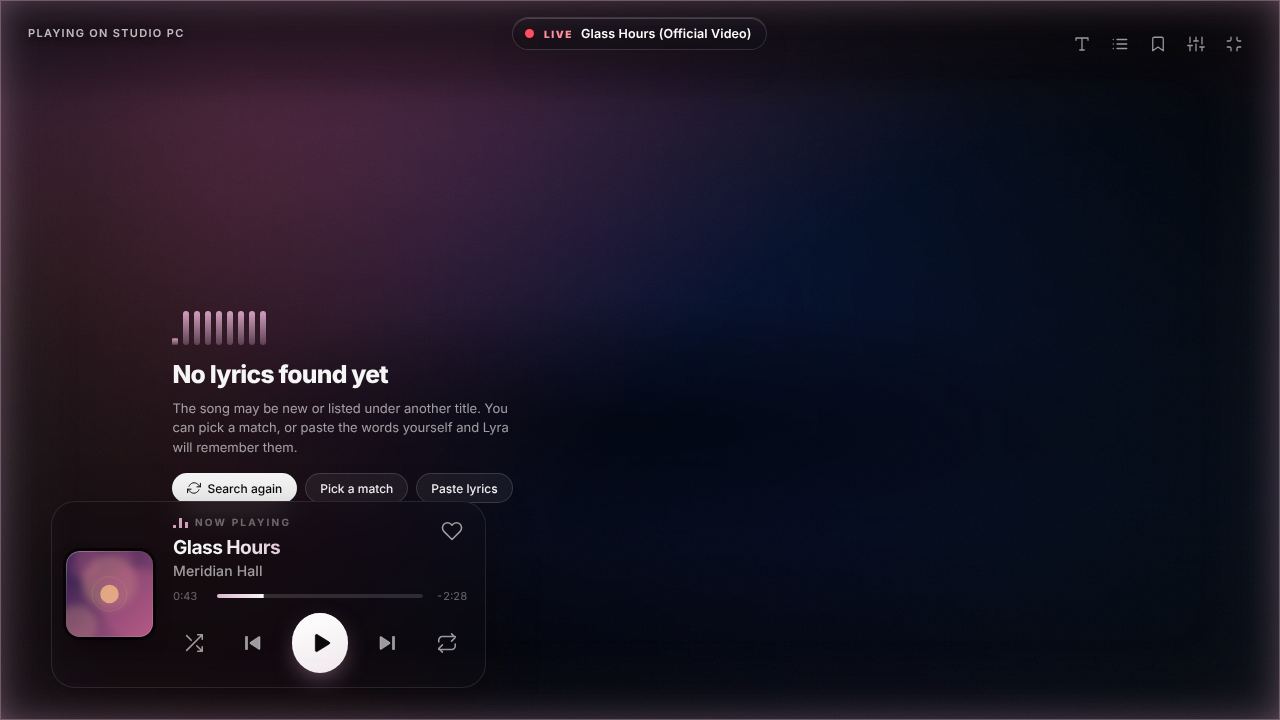 PLAYING ON STUDIO PC
LIVE Glass Hours (Official Video)
No lyrics found yet
The song may be new or listed under another title. You
can pick a match, or paste the words yourself and Lyra
will remember them.
Search again
Pick a match
Paste lyrics
NOW PLAYING
Glass Hours
Meridian Hall
0:43
-2:28